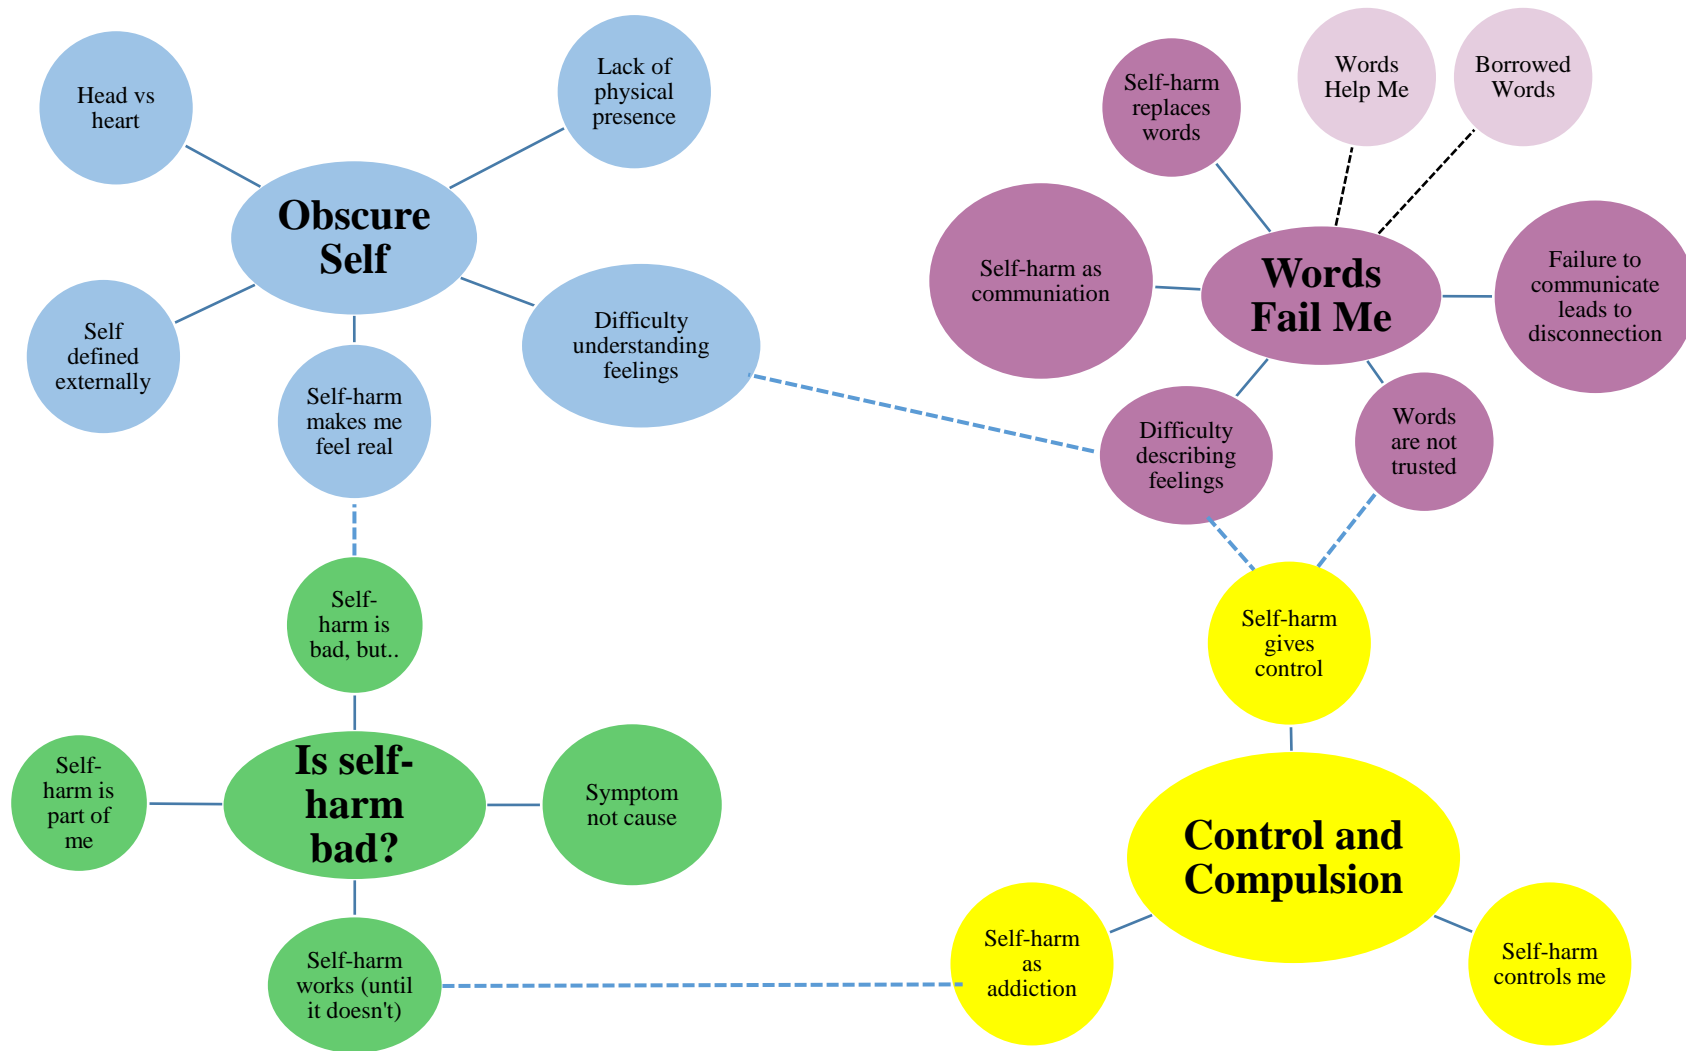 Head vs
heart
Lack of
physical
presence
Obscure
Self
Self
defined
externally
Self-harm
makes me
feel real
Difficulty
understanding
feelings
Self-harm
replaces
words
Words
Help Me
Borrowed
Words
Self-harm as
communiation
Words
Fail Me
Failure to
communicate
leads to
disconnection
Difficulty
describing
feelings
Words
are not
trusted
Self-
harm is
bad, but..
Self-
harm is
part of
me
Is self-
harm
bad?
Symptom
not cause
Self-harm
works (until
it doesn't)
Self-harm
gives
control
Control and
Compulsion
Self-harm
as
addiction
Self-harm
controls me